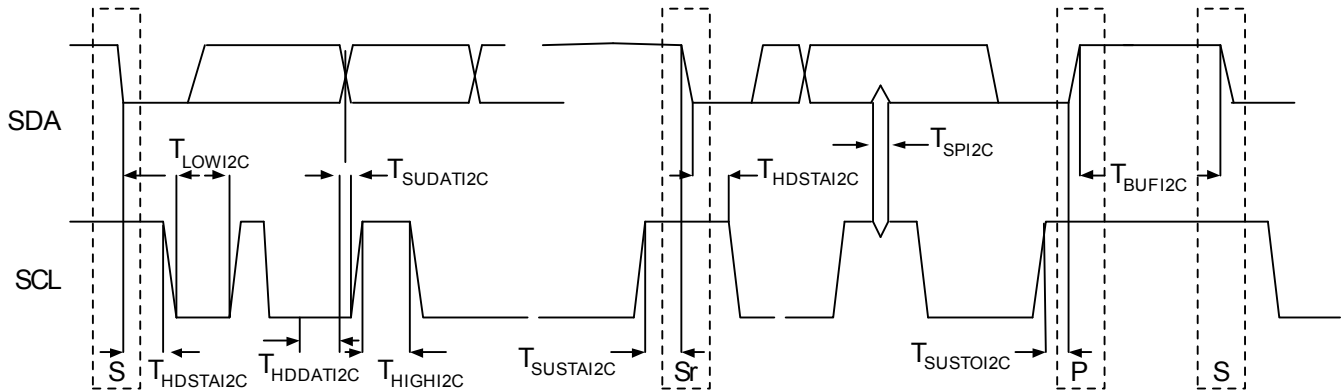 SDA
T_LOWI2C
T_SUDATI2C
T_HDSTAI2C
T_SPI2C
T_BUFI2C
SCL
S
T_HDSTAI2C
T_HDDATI2C
T_HIGHI2C
T_SUSTAI2C
Sr
T_SUSTOI2C
P
S